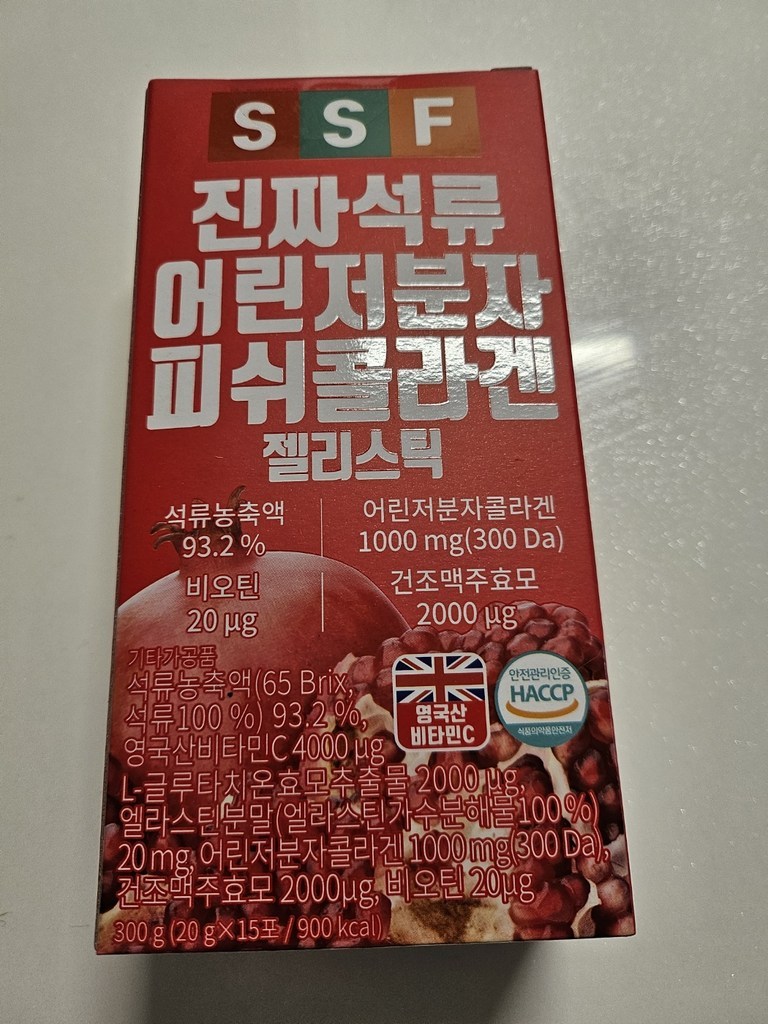 SSF
진짜석류
어린저분자
피쉬콜라겐
젤리스틱
석류농축액
93.2 %
어린저분자콜라겐
1000 mg(300 Da)
비오틴
20 µg
건조맥주효모
2000 µg
기타가공품
석류농축액(65 Brix,
석류100 %) 93.2 %,
영국산비타민C 4000 µg
L-글루타치온효모추출물 2000 µg,
엘라스틴분말(엘라스틴가수분해물100 %)
20 mg, 어린저분자콜라겐 1000 mg(300 Da),
건조맥주효모 2000µg, 비오틴 20µg
300 g (20 g×15포 / 900 kcal)
영국산
비타민C
안전관리인증
HACCP
식품의약품안전처